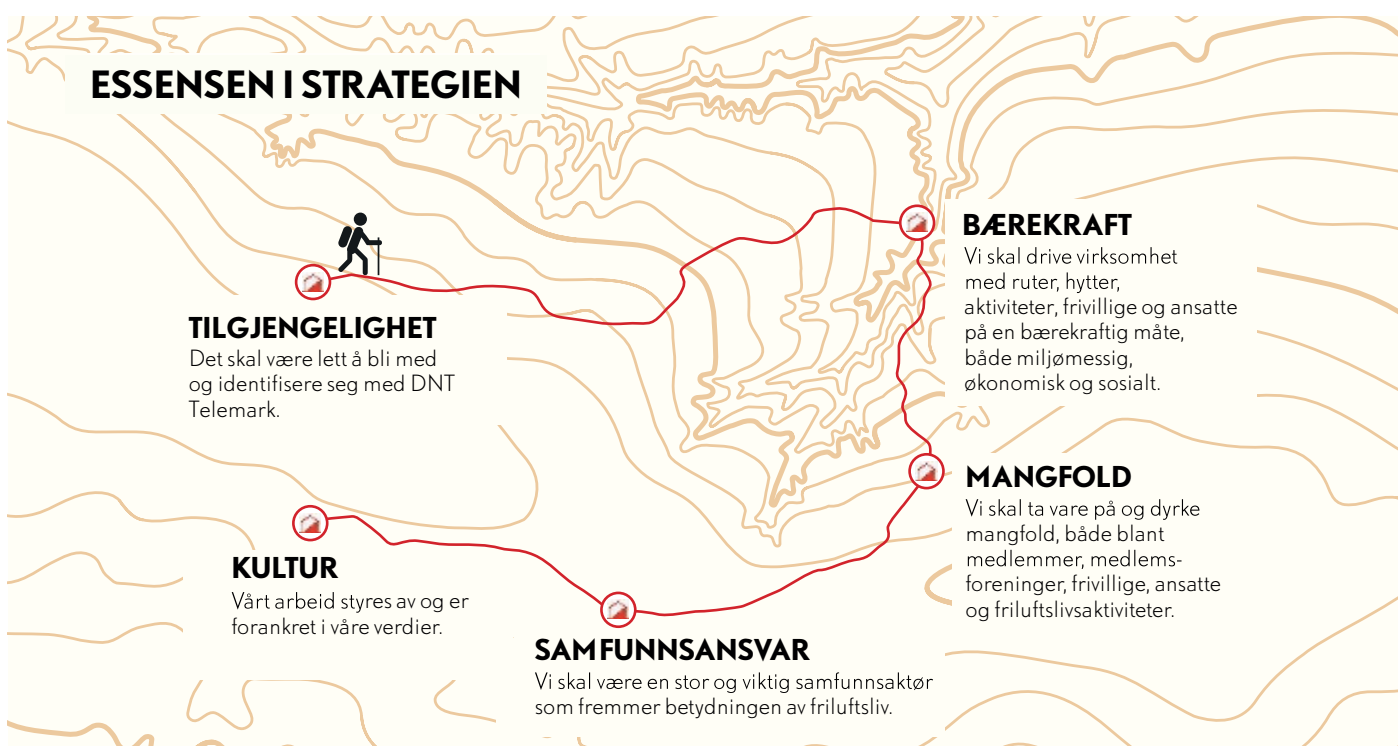 ESSENSEN I STRATEGIEN
TILGJENGELIGHET
Det skal være lett å bli med
og identifisere seg med DNT
Telemark.
BÆREKRAFT
Vi skal drive virksomhet
med ruter, hytter,
aktiviteter, frivillige og ansatte
på en bærekraftig måte,
både miljømessig,
økonomisk og sosialt.
MANGFOLD
Vi skal ta vare på og dyrke
mangfold, både blant
medlemmer, medlems-
foreninger, frivillige, ansatte
og friluftslivsaktiviteter.
SAMFUNNSANSVAR
Vi skal være en stor og viktig samfunnsaktør
som fremmer betydningen av friluftsliv.
KULTUR
Vårt arbeid styres av og er
forankret i våre verdier.